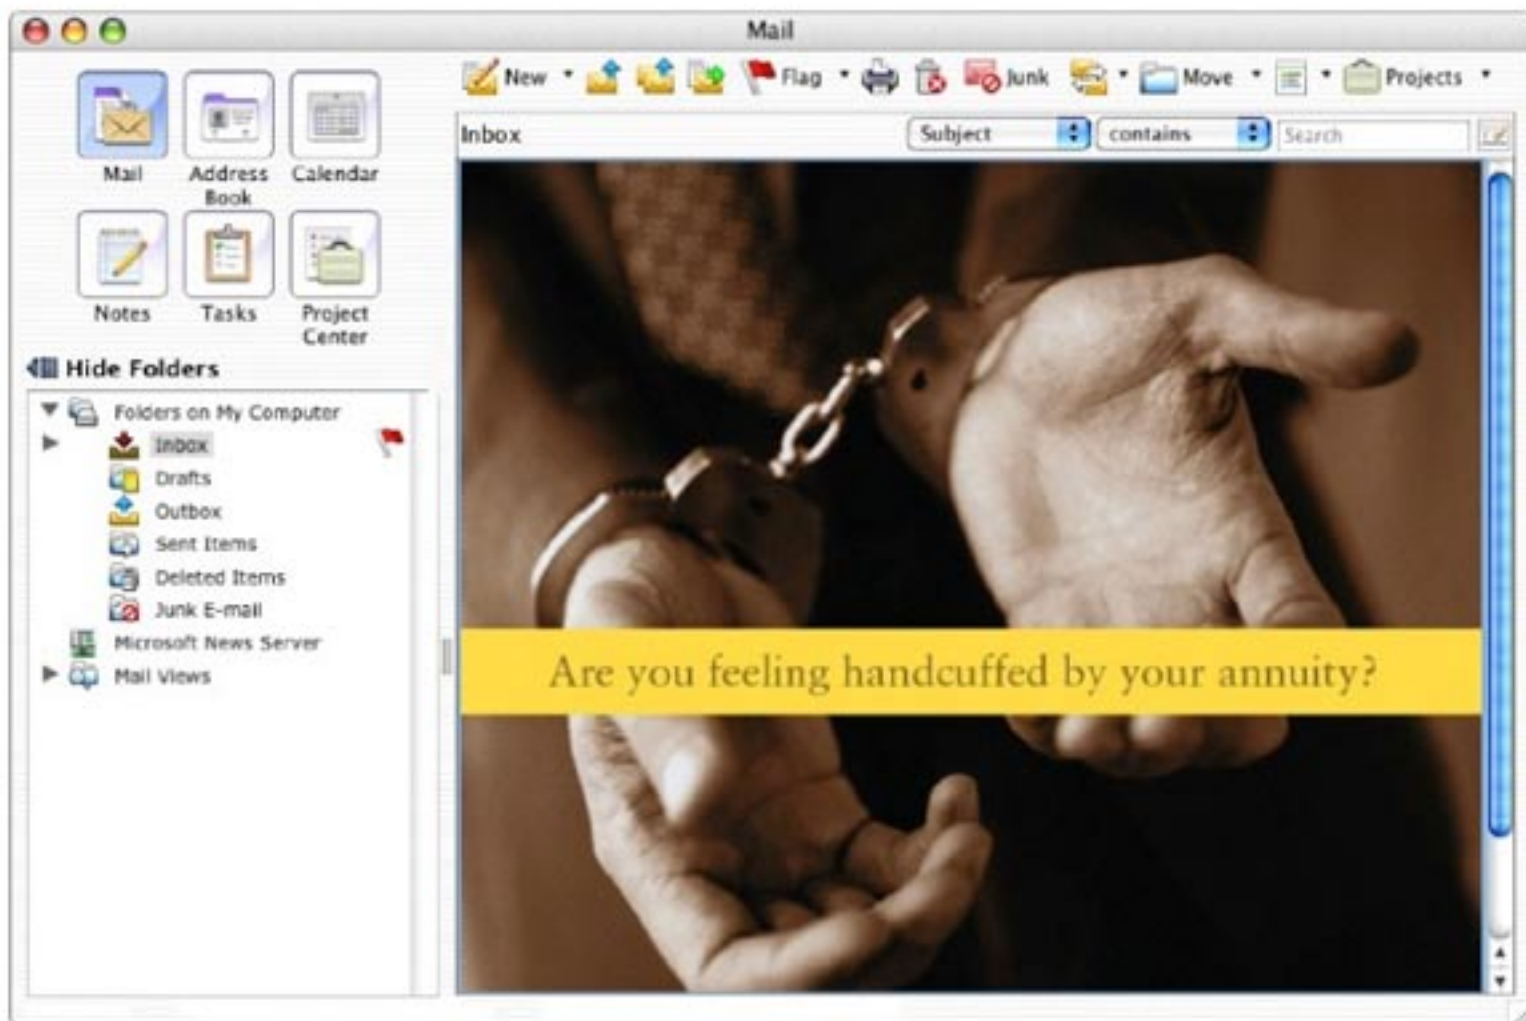 Mail
New
Flag
Junk
Move
Projects
Mail
Address
Book
Calendar
Notes
Tasks
Project
Center
Hide Folders
Folders on My Computer
Inbox
Drafts
Outbox
Sent Items
Deleted Items
Junk E-mail
Microsoft News Server
Mail Views
Inbox
Subject
contains
Search
Are you feeling handcuffed by your annuity?